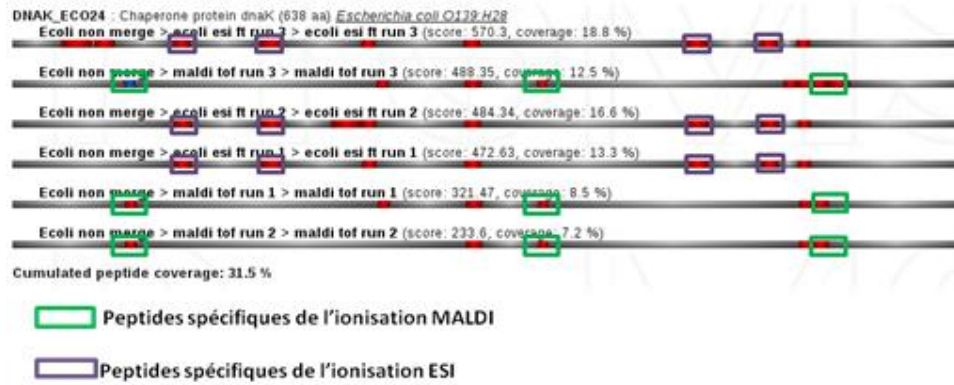 DNAK_ECO24 : Chaperone protein dnaK (638 aa) Escherichia coli O139:H28
Ecoli non merge > ecoli esi ft run 3 > ecoli esi ft run 3 (score: 570.3, coverage: 18.8 %)
Ecoli non merge > maldi tof run 3 > maldi tof run 3 (score: 488.35, coverage: 12.5 %)
Ecoli non merge > ecoli esi ft run 2 > ecoli esi ft run 2 (score: 484.34, coverage: 16.6 %)
Ecoli non merge > ecoli esi ft run 1 > ecoli esi ft run 1 (score: 472.63, coverage: 13.3 %)
Ecoli non merge > maldi tof run 1 > maldi tof run 1 (score: 321.47, coverage: 8.5 %)
Ecoli non merge > maldi tof run 2 > maldi tof run 2 (score: 233.6, coverage: 7.2 %)
Cumulated peptide coverage: 31.5 %
Peptides spécifiques de l'ionisation MALDI
Peptides spécifiques de l'ionisation ESI